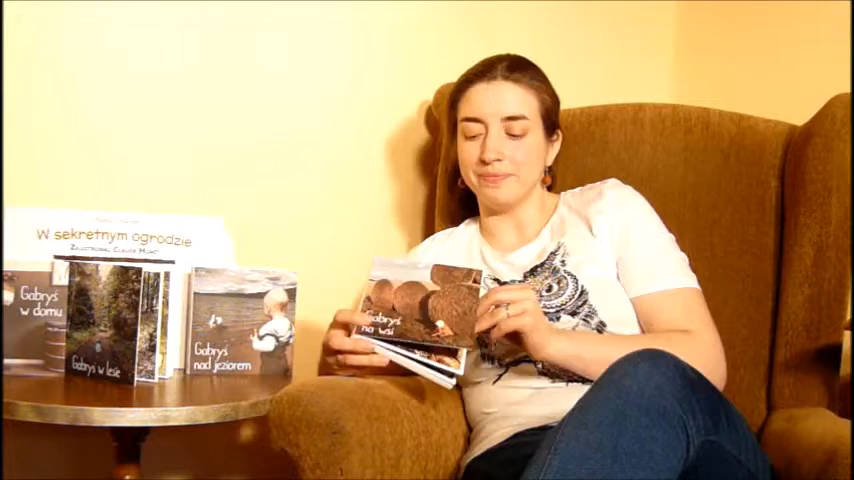 W sekretnym ogrodzie
Gabryś
w domu
Gabryś w lesie
Gabryś
nad jeziorem
Gabryś
na wsi